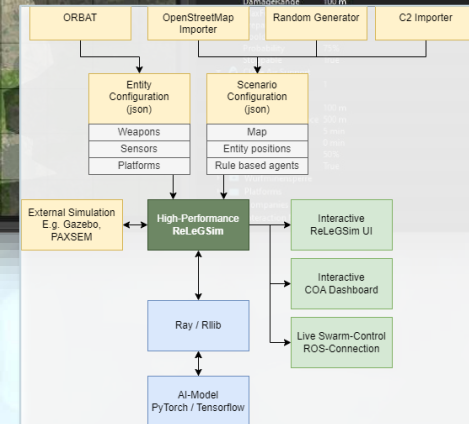 DamageRange 100 m
ORBAT
OpenStreetMap
Importer
Random Generator
C2 Importer
Entity
Configuration
(json)
Weapons
Sensors
Platforms
Scenario
Configuration
(json)
Map
Entity positions
Rule based agents
External Simulation
E.g. Gazebo,
PAXSEM
High-Performance
ReLeGSim
Interactive
ReLeGSim UI
Interactive
COA Dashboard
Live Swarm-Control
ROS-Connection
Ray / Rllib
AI-Model
PyTorch / Tensorflow